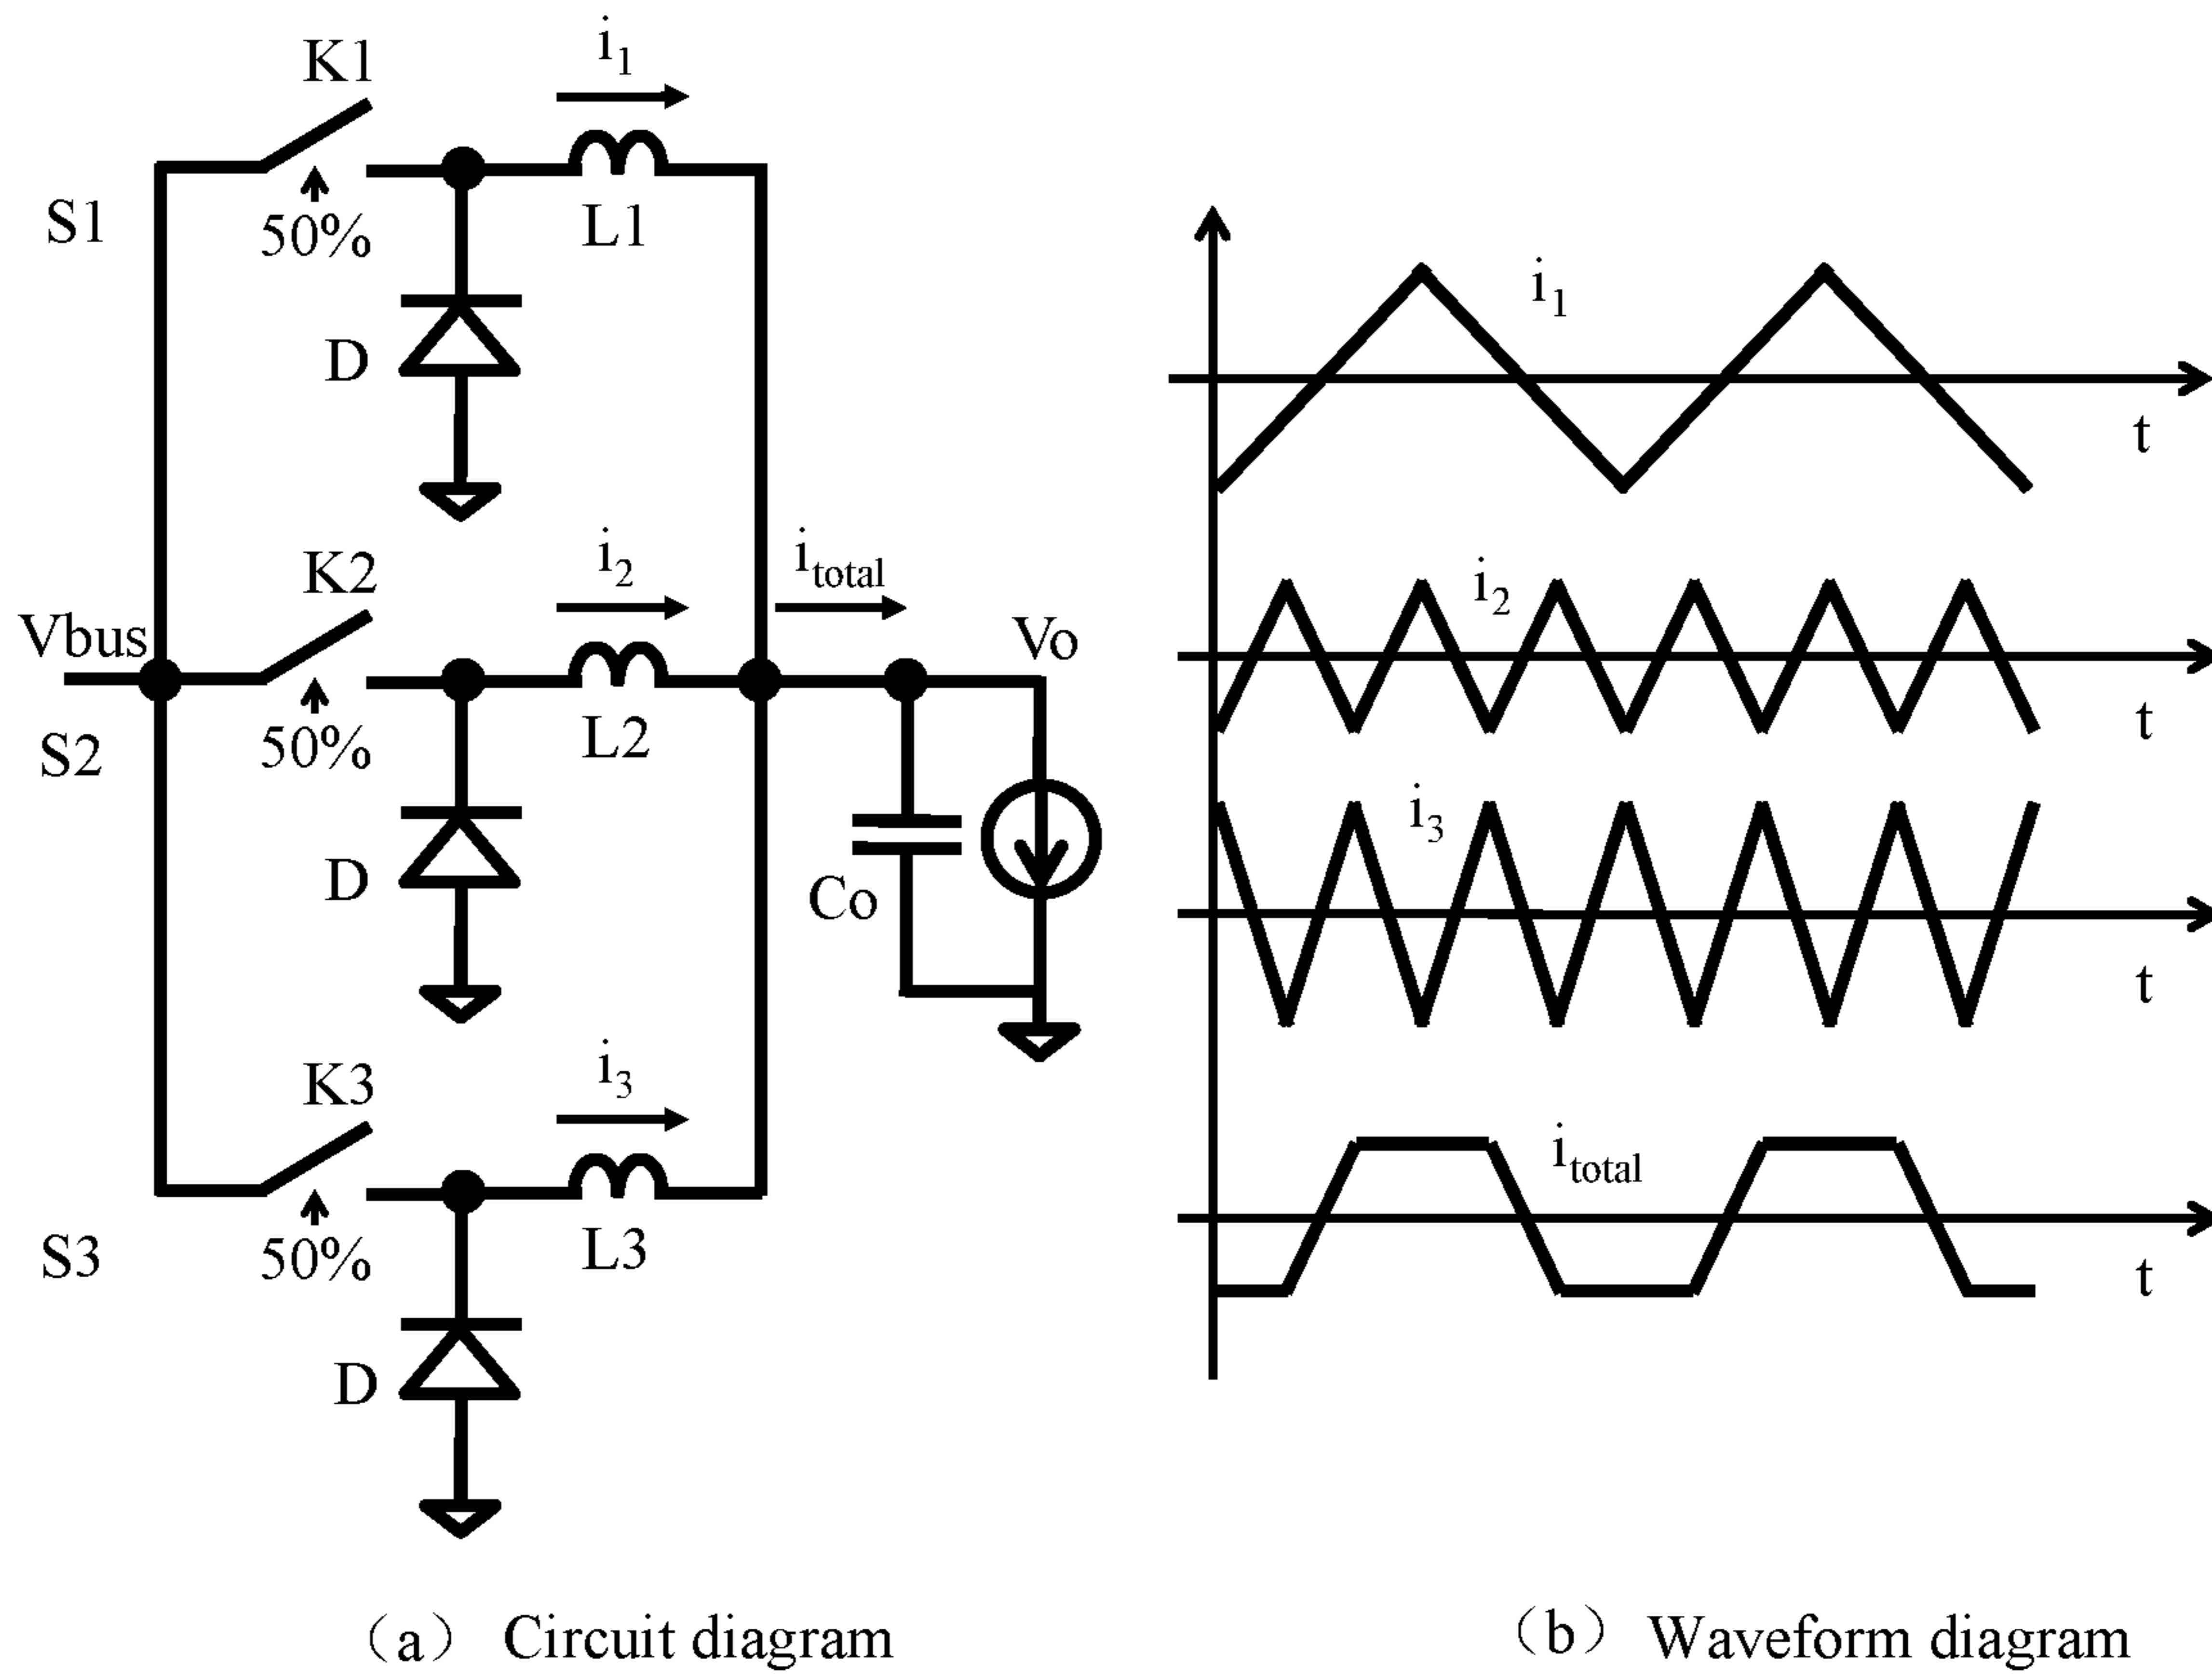 K1
i1
S1
50%
L1
D
K2
i2
itotal
Vbus
Vo
S2
50%
L2
D
Co
K3
i3
S3
50%
L3
D
(a) Circuit diagram
i1
t
i2
t
i3
t
itotal
t
(b) Waveform diagram